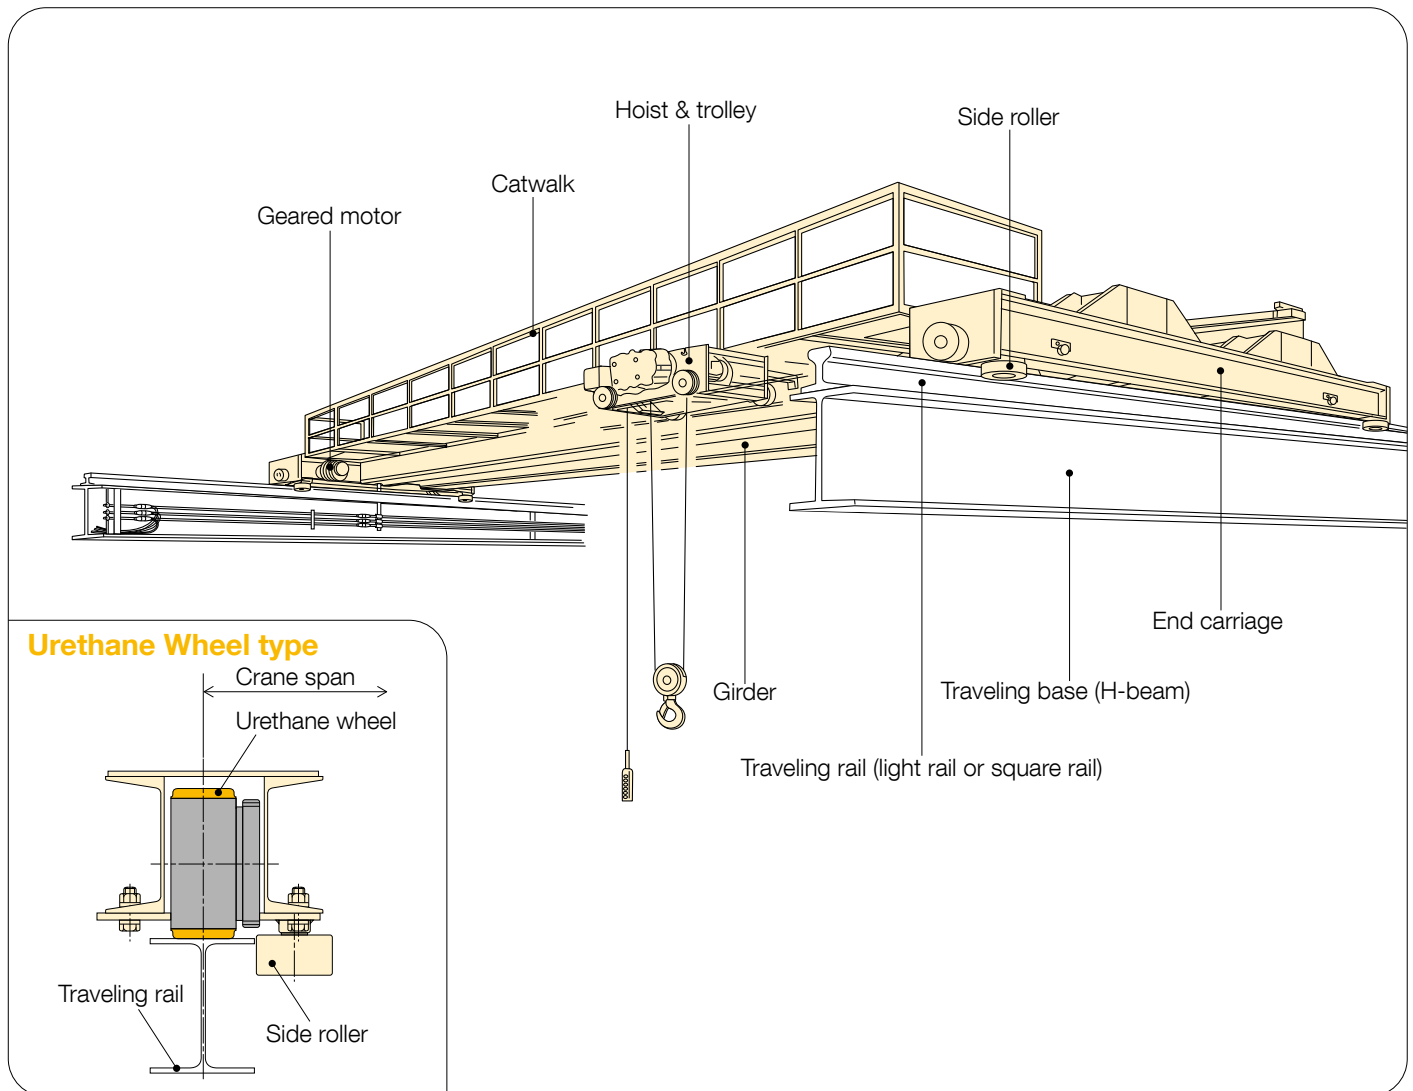 Hoist & trolley
Side roller
Catwalk
Geared motor
End carriage
Urethane Wheel type
Crane span
Girder
Traveling base (H-beam)
Urethane wheel
Traveling rail (light rail or square rail)
Traveling rail
Side roller